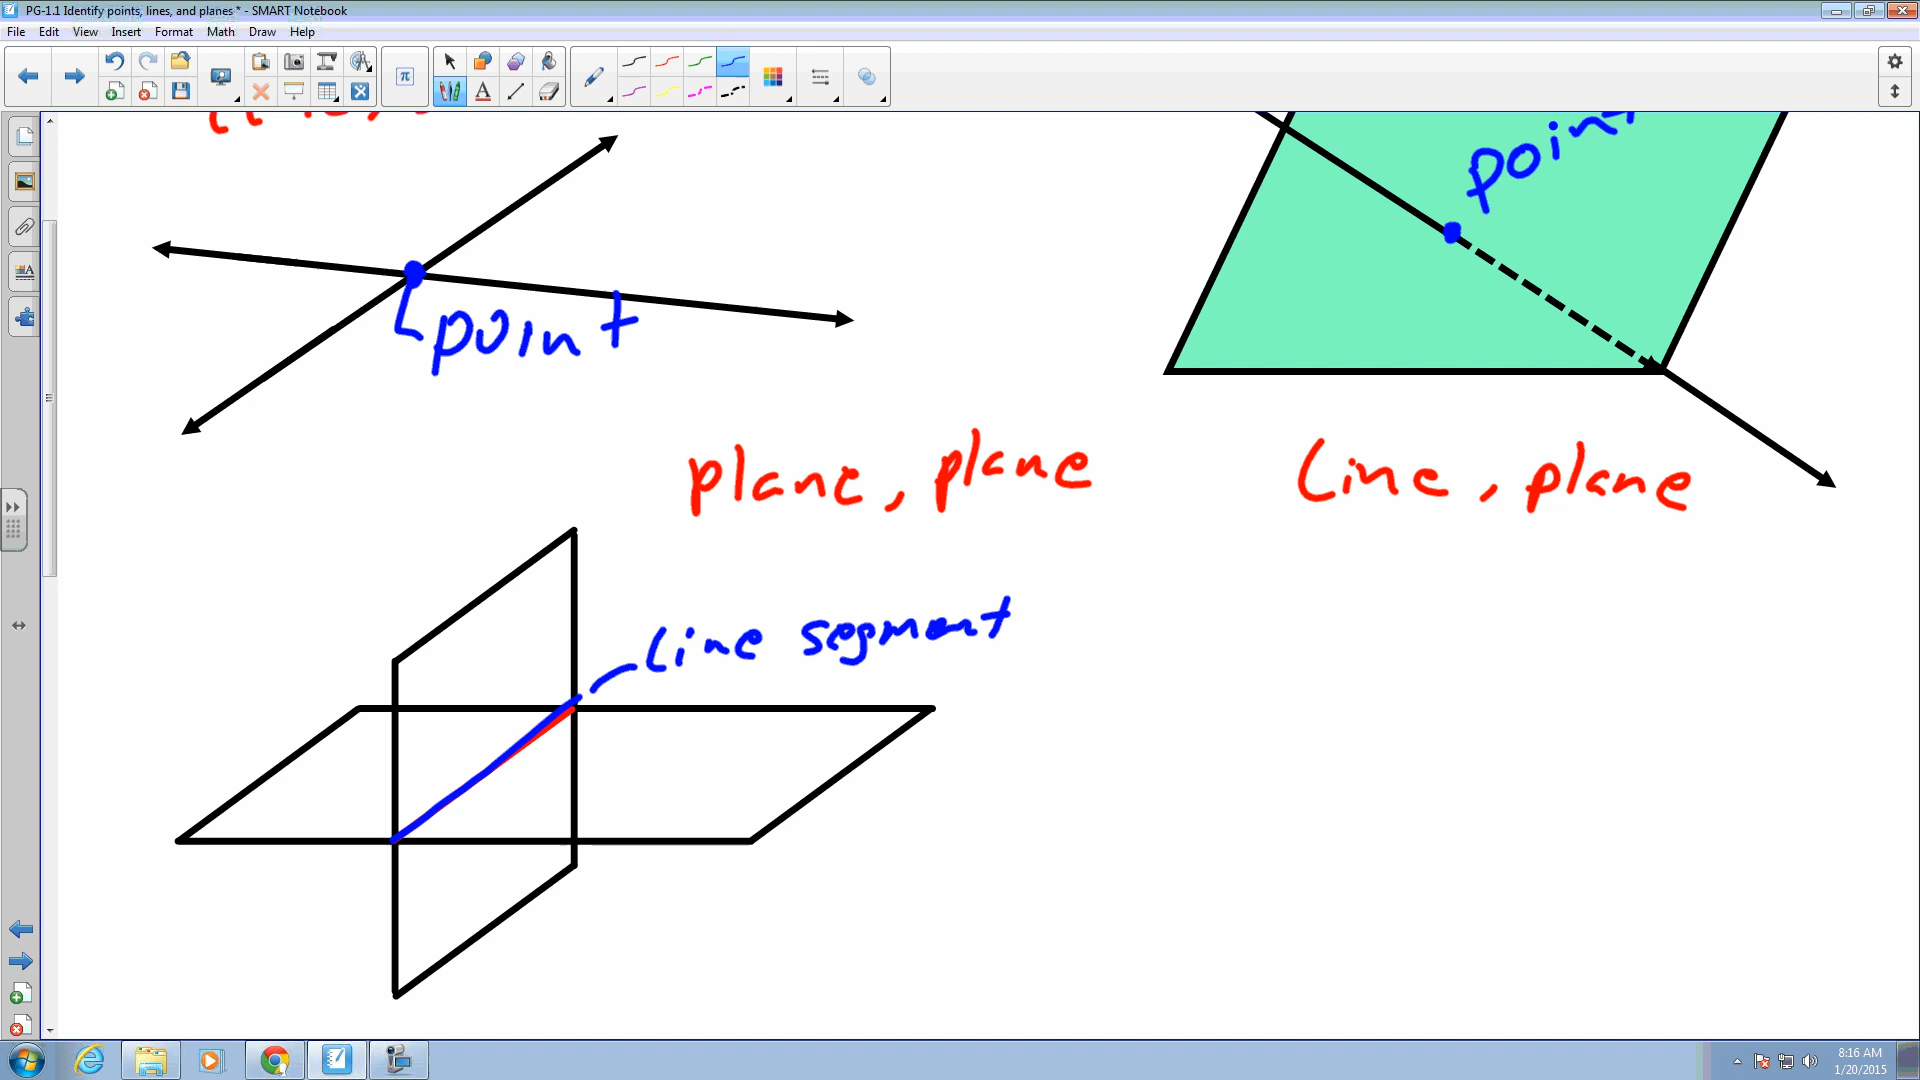 PG-1.1 Identify points, lines, and planes * - SMART Notebook
File Edit View Insert Format Math Draw Help
π
A
point
point
plane, plane
Line, plane
Line segment
8:16 AM
1/20/2015